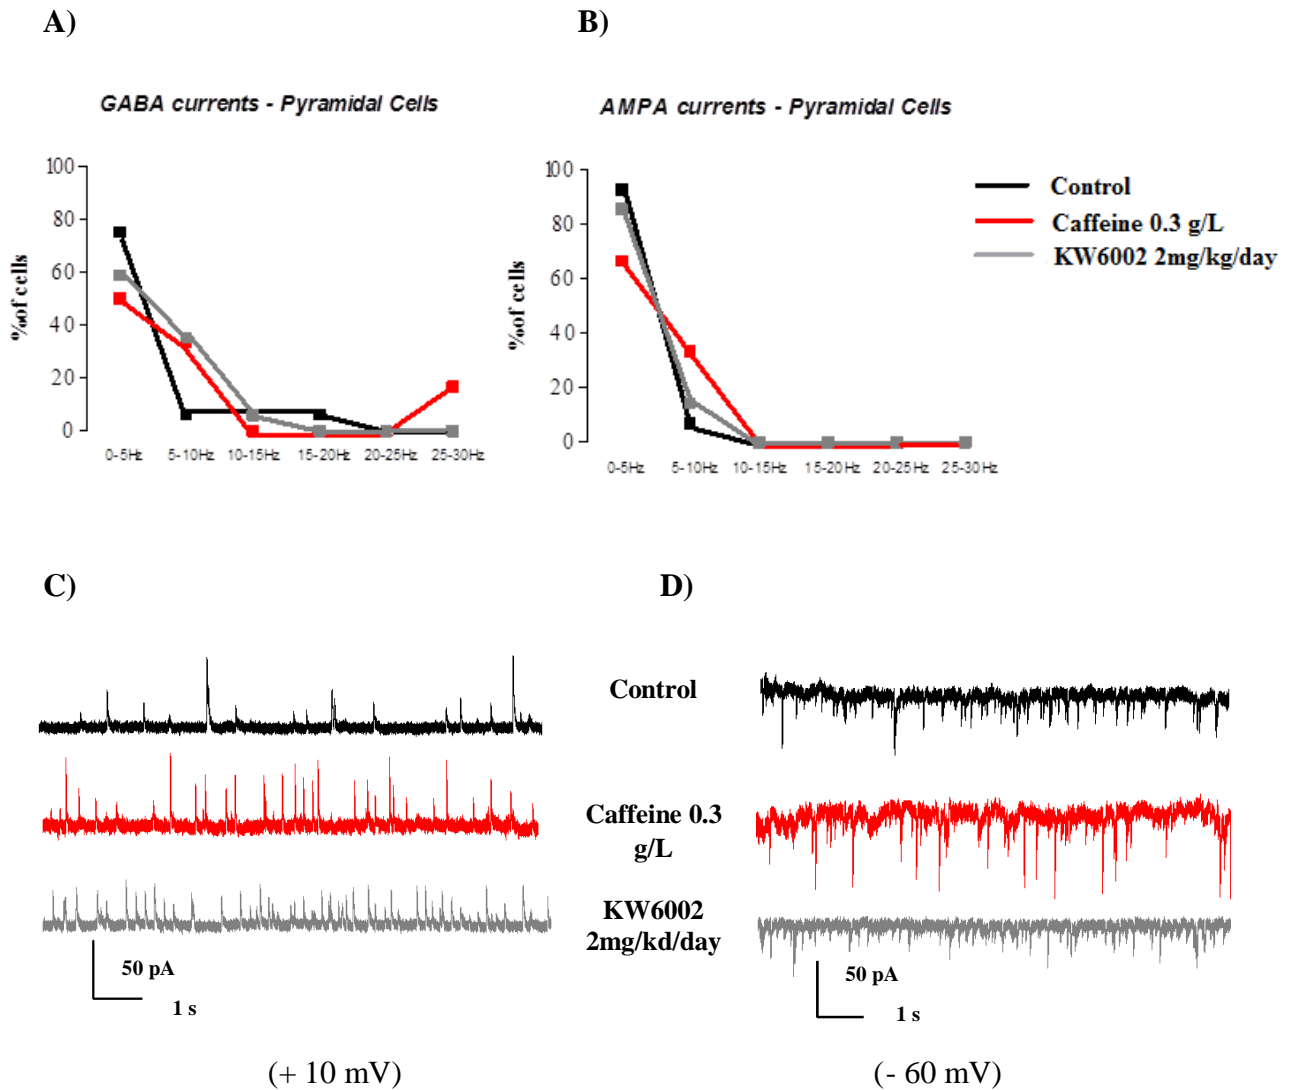 A)
B)
GABA currents - Pyramidal Cells
AMPA currents - Pyramidal Cells
%of cells
100
80
60
40
20
0
0-5Hz 5-10Hz 10-15Hz 15-20Hz 20-25Hz 25-30Hz
%of cells
100
80
60
40
20
0
0-5Hz 5-10Hz 10-15Hz 15-20Hz 20-25Hz 25-30Hz
Control
Caffeine 0.3 g/L
KW6002 2mg/kg/day
C)
D)
Control
Caffeine 0.3
g/L
KW6002
2mg/kd/day
50 pA
1 s
50 pA
1 s
(+ 10 mV)
(- 60 mV)